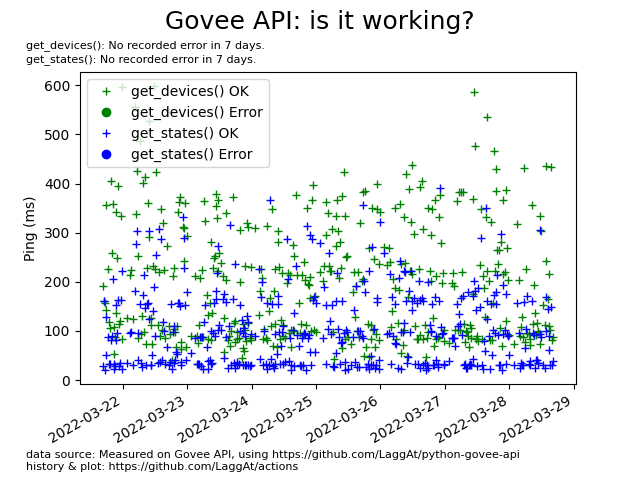 Govee API: is it working?
get_devices(): No recorded error in 7 days.
get_states(): No recorded error in 7 days.
get_devices() OK
get_devices() Error
get_states() OK
get_states() Error
Ping (ms)
600
500
400
300
200
100
0
2022-03-22
2022-03-23
2022-03-24
2022-03-25
2022-03-26
2022-03-27
2022-03-28
2022-03-29
data source: Measured on Govee API, using https://github.com/LaggAt/python-govee-api
history & plot: https://github.com/LaggAt/actions